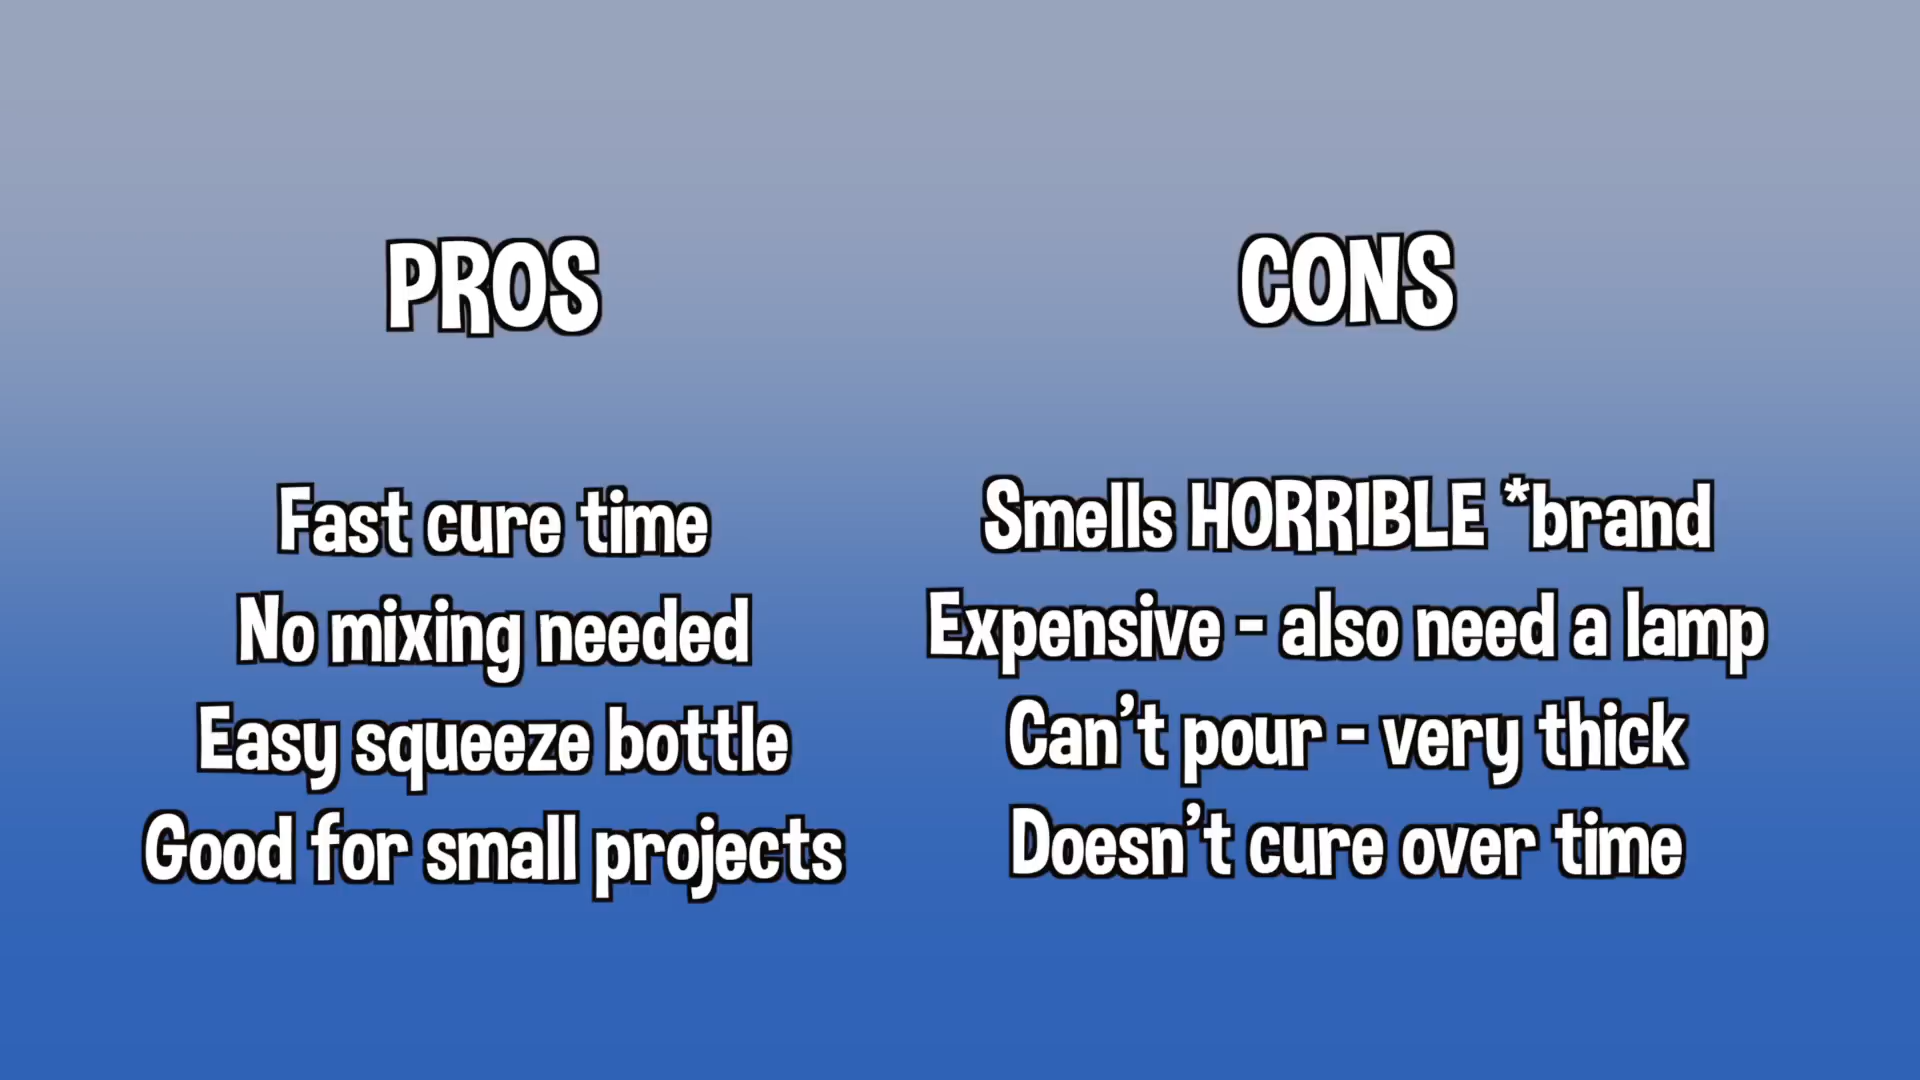 PROS
Fast cure time
No mixing needed
Easy squeeze bottle
Good for small projects
CONS
Smells HORRIBLE *brand
Expensive - also need a lamp
Can't pour - very thick
Doesn't cure over time